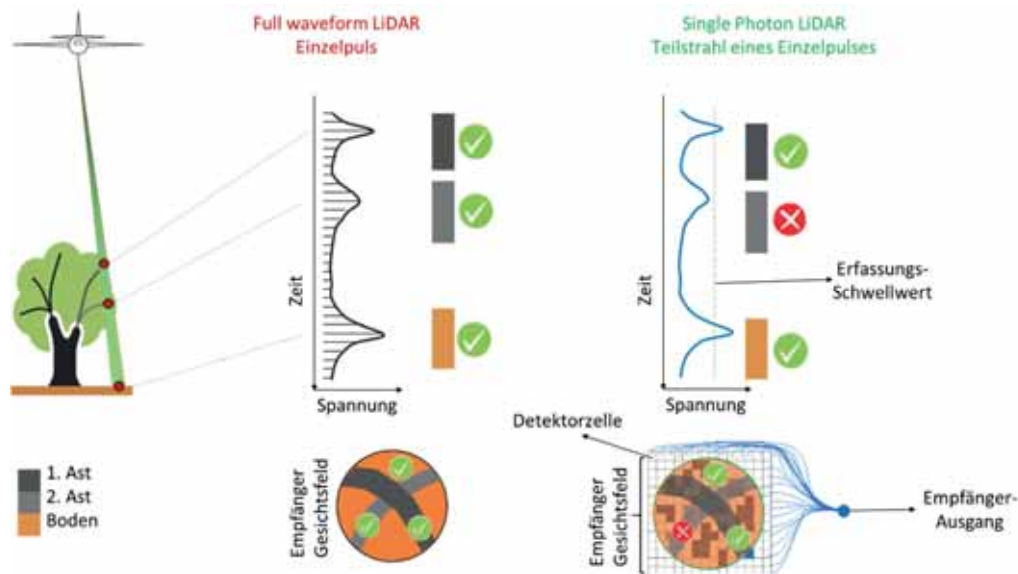 Full waveform LiDAR
Einzelpuls
Single Photon LiDAR
Teilstrahl eines Einzelpulses
Zeit
Spannung
Zeit
Erfassungs-
Schwellwert
Spannung
Detektorzelle
1. Ast
2. Ast
Boden
Empfänger
Gesichtsfeld
Empfänger
Gesichtsfeld
Empfänger-
Ausgang